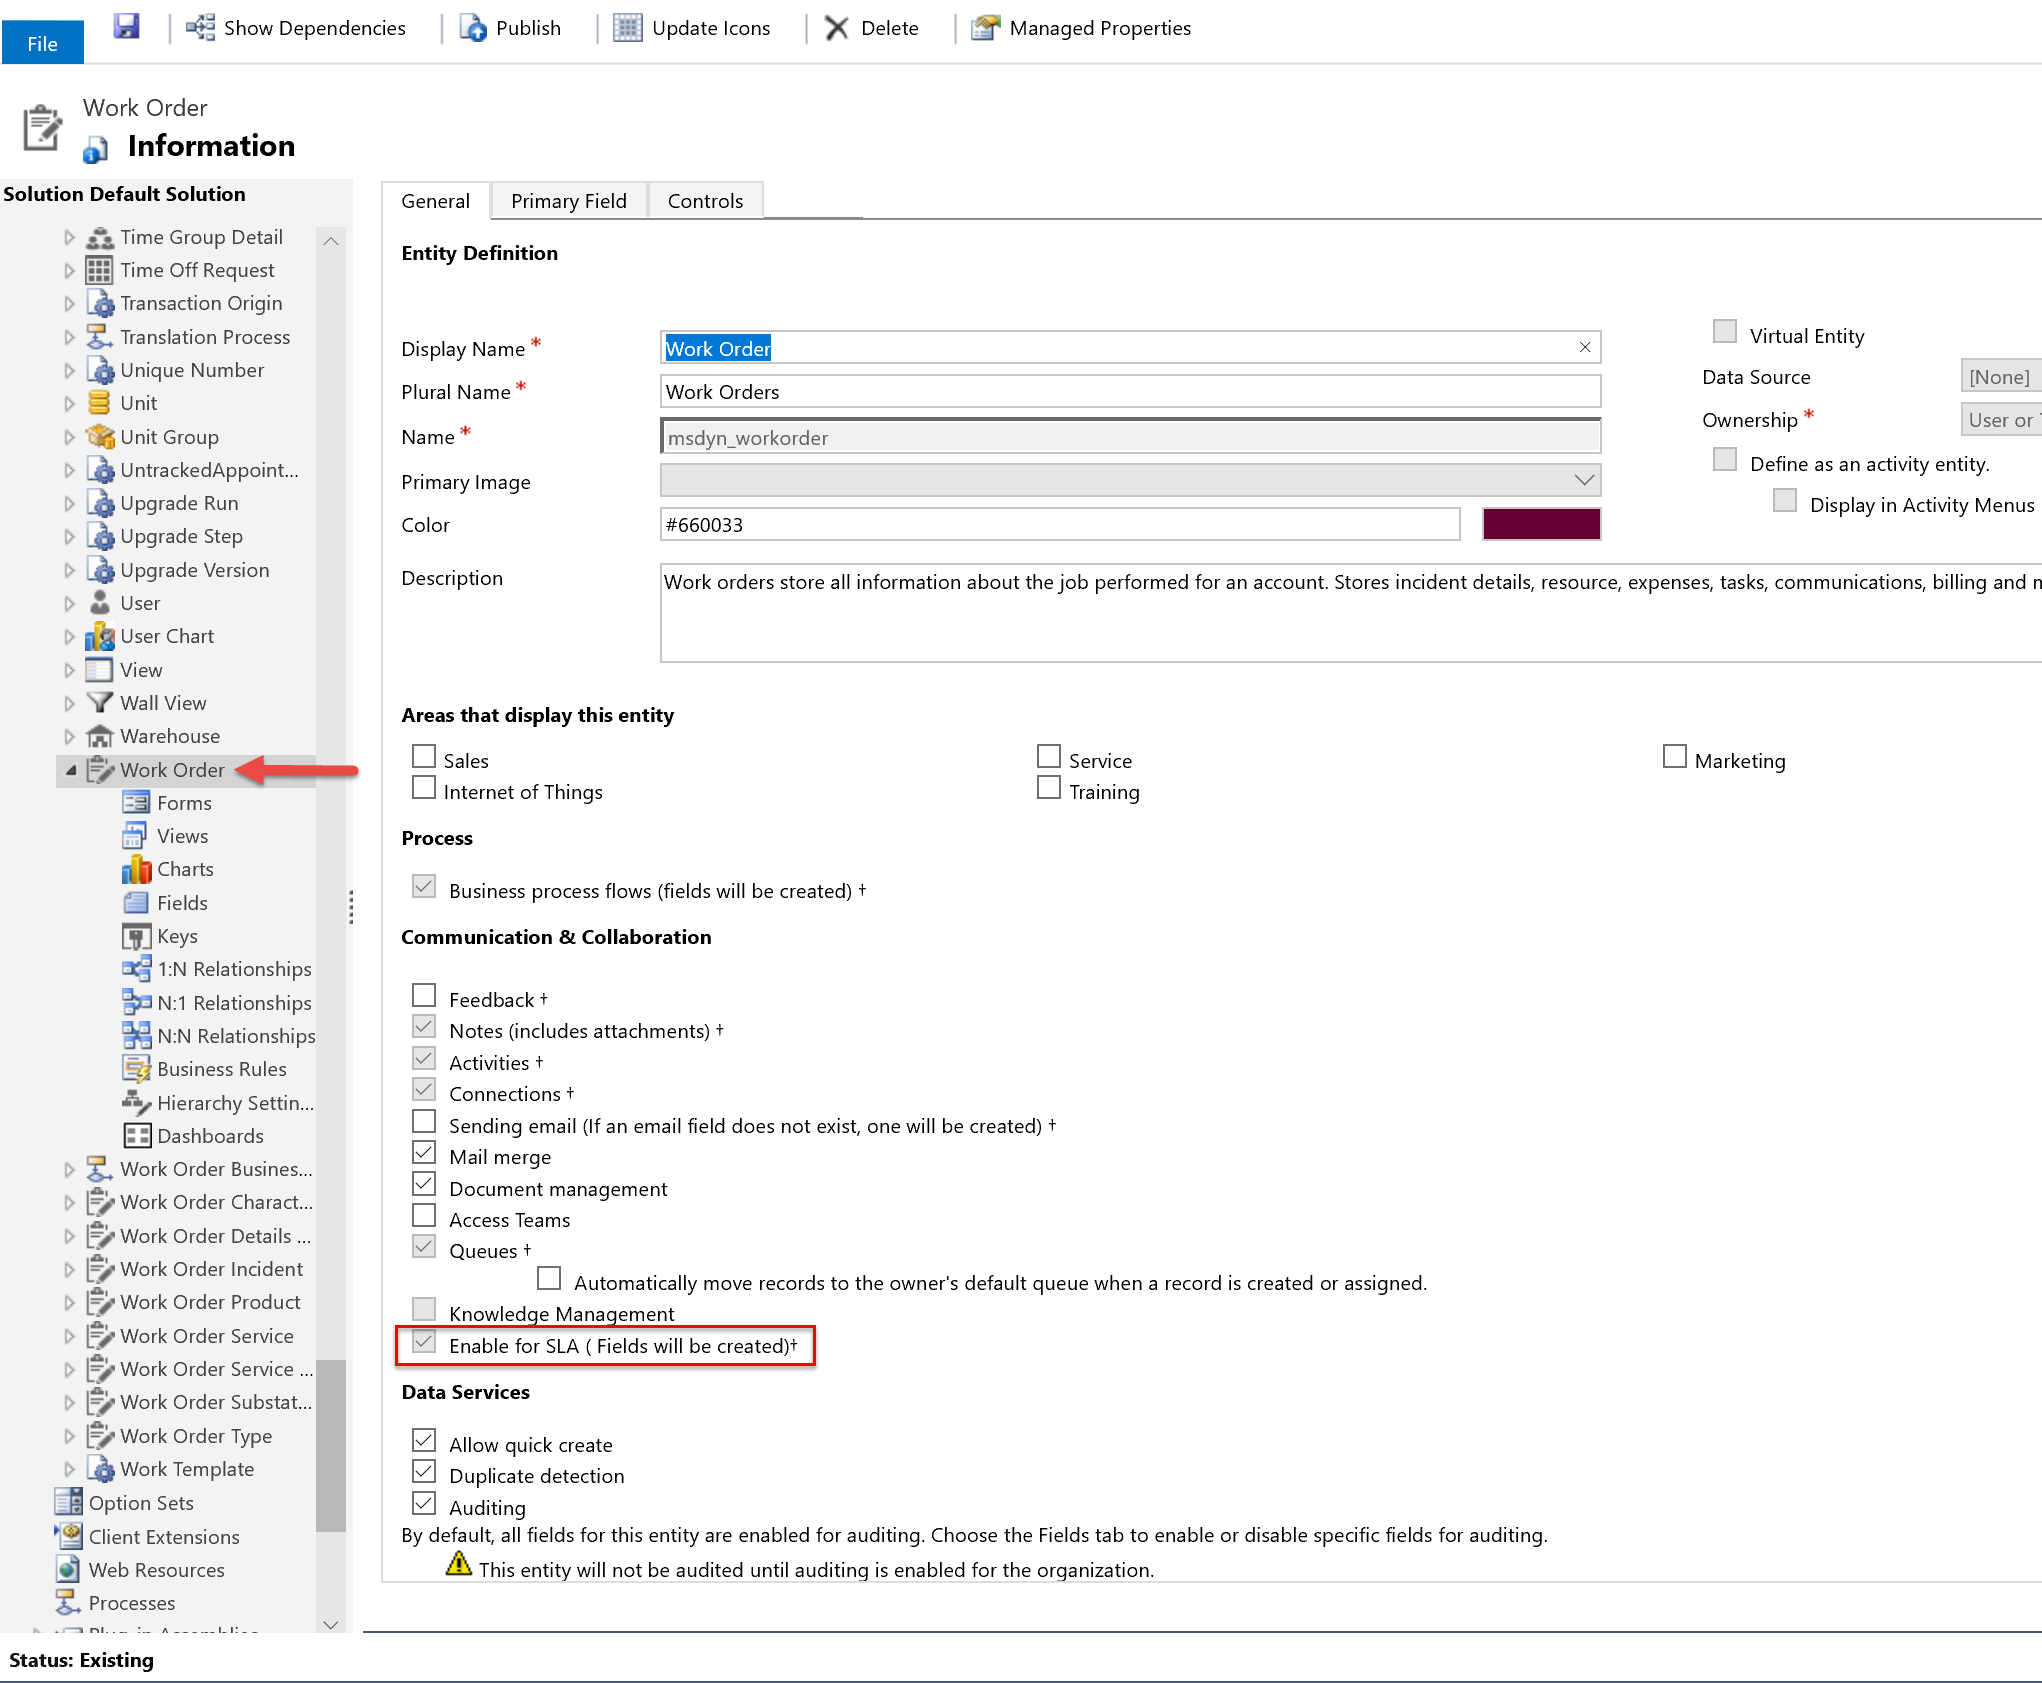 File
Show Dependencies
Publish
Update Icons
Delete
Managed Properties
Work Order
Information
Solution Default Solution
Time Group Detail
Time Off Request
Transaction Origin
Translation Process
Unique Number
Unit
Unit Group
UntrackedAppoint...
Upgrade Run
Upgrade Step
Upgrade Version
User
User Chart
View
Wall View
Warehouse
Work Order
Forms
Views
Charts
Fields
Keys
1:N Relationships
N:1 Relationships
N:N Relationships
Business Rules
Hierarchy Settin...
Dashboards
Work Order Busines...
Work Order Charact...
Work Order Details ...
Work Order Incident
Work Order Product
Work Order Service
Work Order Service ...
Work Order Substat...
Work Order Type
Work Template
Option Sets
Client Extensions
Web Resources
Processes
General
Primary Field
Controls
Entity Definition
Display Name *
Work Order
Plural Name *
Work Orders
Name *
msdyn_workorder
Primary Image
Color
#660033
Description
Work orders store all information about the job performed for an account. Stores incident details, resource, expenses, tasks, communications, billing and
Virtual Entity
Data Source
[None]
Ownership *
User or
Define as an activity entity.
Display in Activity Menus
Areas that display this entity
Sales
Service
Marketing
Internet of Things
Training
Process
Business process flows (fields will be created) †
Communication & Collaboration
Feedback †
Notes (includes attachments) †
Activities †
Connections †
Sending email (If an email field does not exist, one will be created) †
Mail merge
Document management
Access Teams
Queues †
Automatically move records to the owner's default queue when a record is created or assigned.
Knowledge Management
Enable for SLA ( Fields will be created)†
Data Services
Allow quick create
Duplicate detection
Auditing
By default, all fields for this entity are enabled for auditing. Choose the Fields tab to enable or disable specific fields for auditing.
This entity will not be audited until auditing is enabled for the organization.
Status: Existing